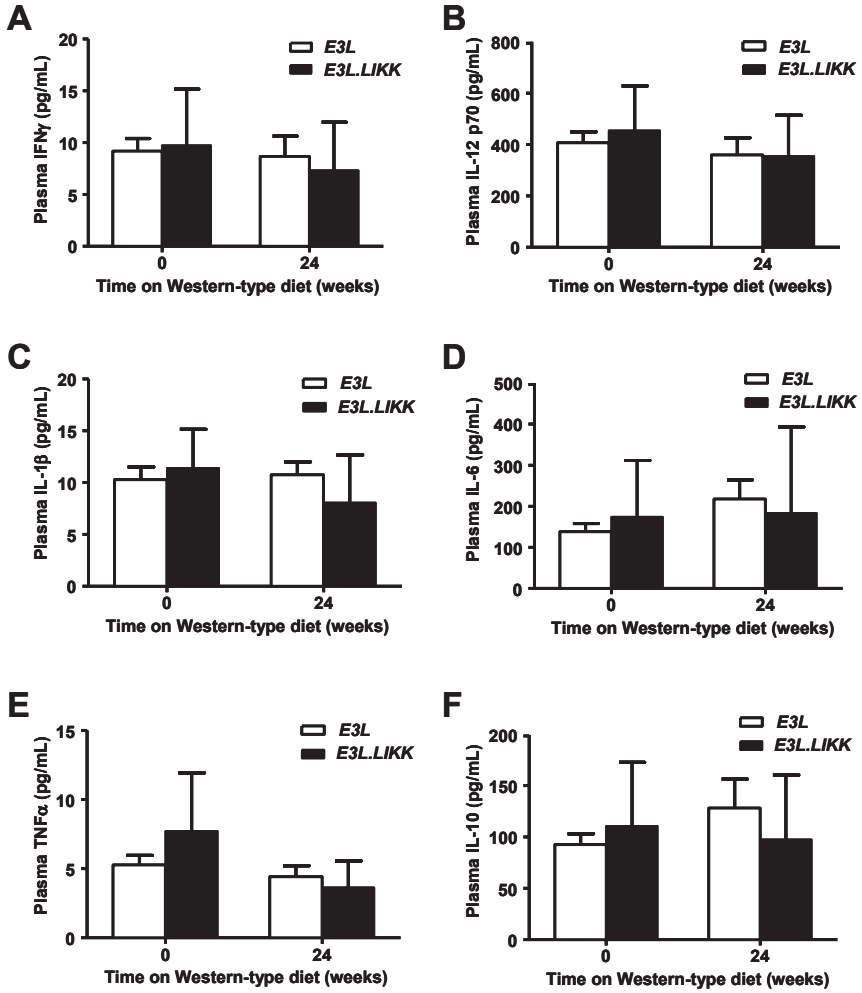 A
Plasma IFNγ (pg/mL)
20
15
10
5
0
E3L
E3L.LIKK
0
24
Time on Western-type diet (weeks)
B
Plasma IL-12 p70 (pg/mL)
800
600
400
200
0
E3L
E3L.LIKK
0
24
Time on Western-type diet (weeks)
C
Plasma IL-1β (pg/mL)
20
15
10
5
0
E3L
E3L.LIKK
0
24
Time on Western-type diet (weeks)
D
Plasma IL-6 (pg/mL)
500
400
300
200
100
0
E3L
E3L.LIKK
0
24
Time on Western-type diet (weeks)
E
Plasma TNFα (pg/mL)
15
10
5
0
E3L
E3L.LIKK
0
24
Time on Western-type diet (weeks)
F
Plasma IL-10 (pg/mL)
200
150
100
50
0
E3L
E3L.LIKK
0
24
Time on Western-type diet (weeks)